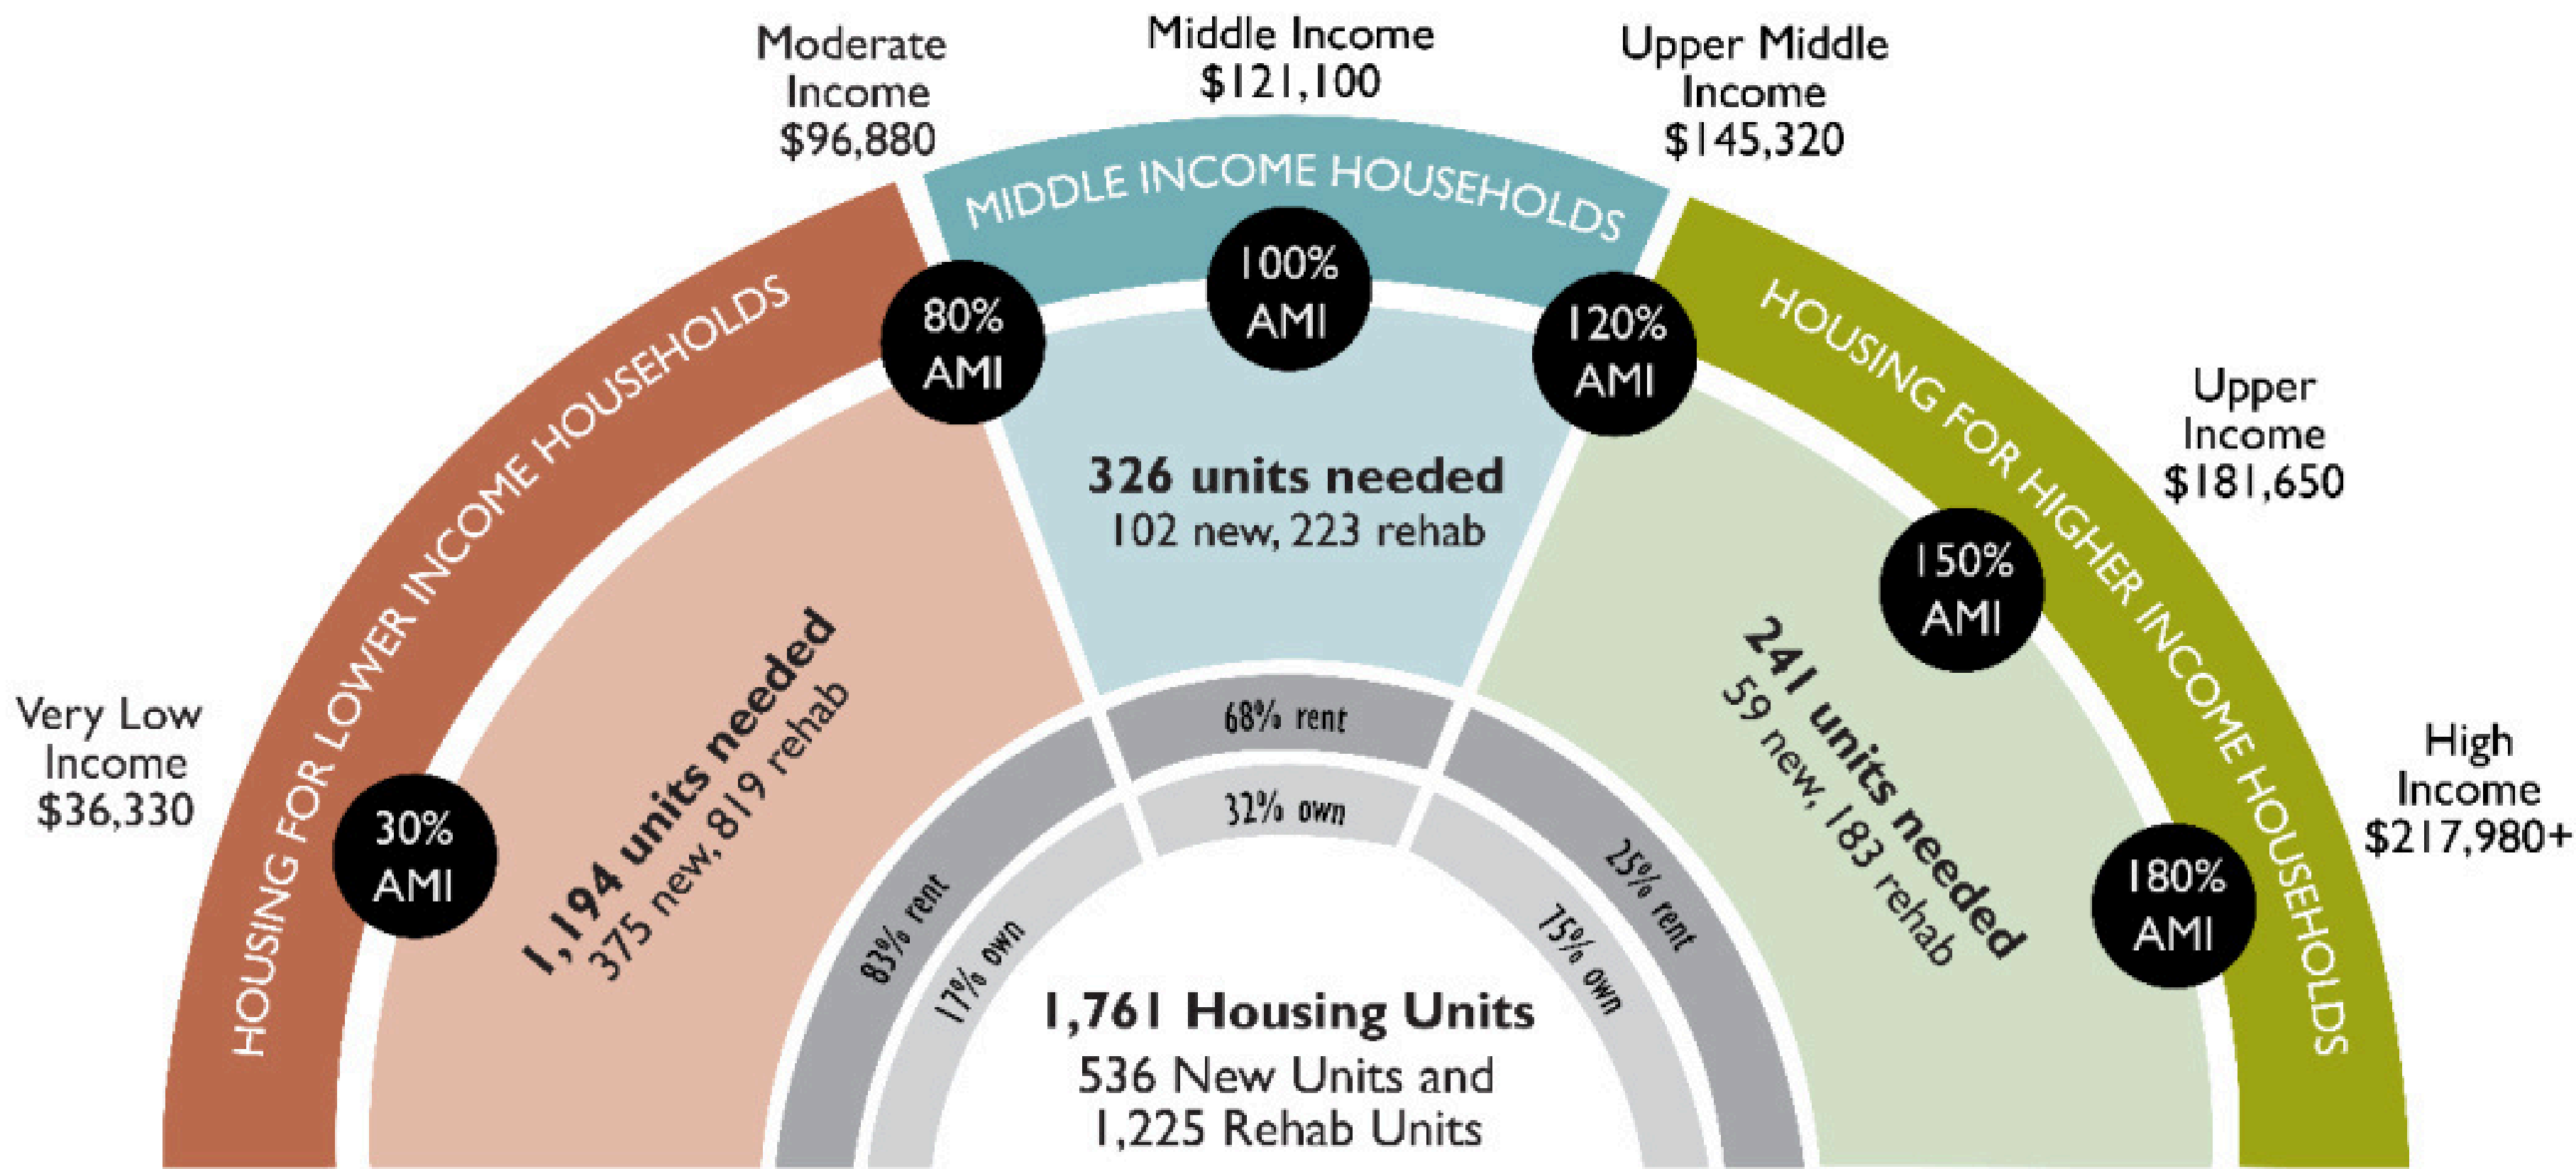 Moderate
Income
$96,880
Middle Income
$121,100
Upper Middle
Income
$145,320
MIDDLE INCOME HOUSEHOLDS
HOUSING FOR LOWER INCOME HOUSEHOLDS
HOUSING FOR HIGHER INCOME HOUSEHOLDS
80%
AMI
100%
AMI
120%
AMI
Upper
Income
$181,650
150%
AMI
326 units needed
102 new, 223 rehab
1,194 units needed
375 new, 819 rehab
241 units needed
59 new, 183 rehab
Very Low
Income
$36,330
30%
AMI
High
Income
$217,980+
180%
AMI
68% rent
32% own
83% rent
17% own
25% rent
75% own
1,761 Housing Units
536 New Units and
1,225 Rehab Units